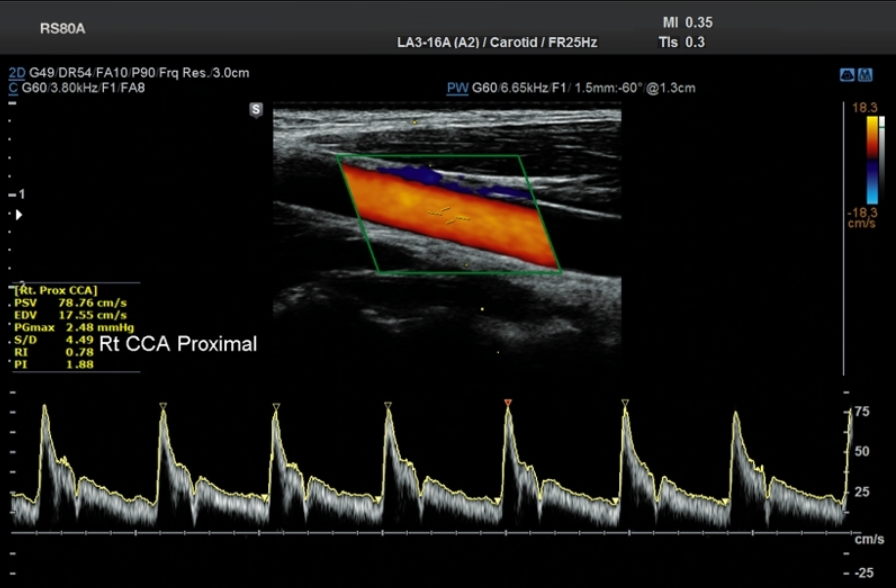 RS80A
MI 0.35
LA3-16A (A2) / Carotid / FR25Hz
TIs 0.3
2D G49/DR54/FA10/P90/Frq Res./3.0cm
C G60/3.80kHz/F1/FA8
PW G60/6.65kHz/F1/ 1.5mm:-60°/@1.3cm
M
S
18.3
1
-18.3
cm/s
2
[Rt. Prox CCA]
PSV 78.76 cm/s
EDV 17.55 cm/s
PGmax 2.48 mmHg
S/D 4.49
RI 0.78
PI 1.88
Rt CCA Proximal
75
50
25
cm/s
-25